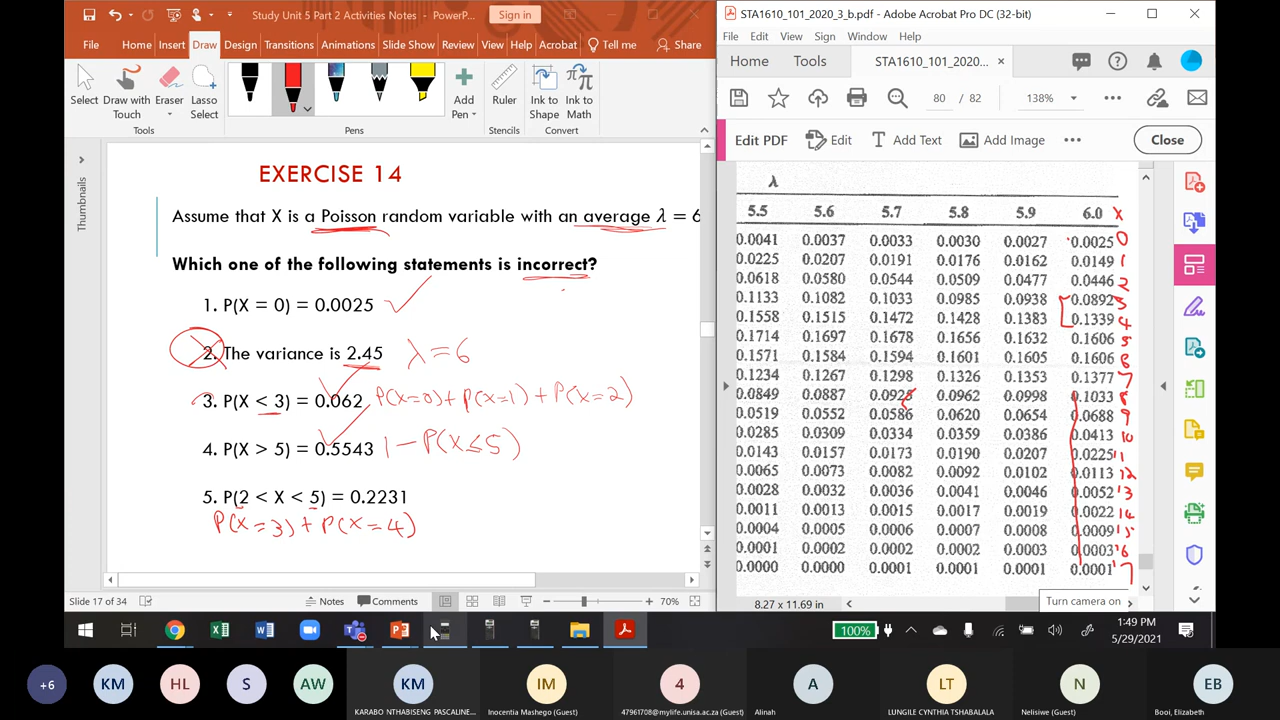 Study Unit 5 Part 2 Activities Notes - PowerP...
Sign in
File Home Insert Draw Design Transitions Animations Slide Show Review View Help Acrobat Tell me Share
Select
Draw with Touch
Eraser
Lasso Select
Add Pen
Ruler
Ink to Shape
Ink to Math
Tools
Pens
Stencils
Convert
Thumbnails
EXERCISE 14
Assume that X is a Poisson random variable with an average λ = 6
Which one of the following statements is incorrect?
1. P(X = 0) = 0.0025
2. The variance is 2.45 λ = 6
3. P(X < 3) = 0.062 P(X=0) + P(X=1) + P(X=2)
4. P(X > 5) = 0.5543 1 − P(X ≤ 5)
5. P(2 < X < 5) = 0.2231
P(X=3) + P(X=4)
Slide 17 of 34
Notes
Comments
70%
STA1610_101_2020_3_b.pdf - Adobe Acrobat Pro DC (32-bit)
File Edit View Sign Window Help
Home Tools STA1610_101_2020... ×
80 / 82
138%
Edit PDF Edit Add Text Add Image Close
λ
5.5 5.6 5.7 5.8 5.9 6.0 X
0.0041 0.0037 0.0033 0.0030 0.0027 0.0025 0
0.0225 0.0207 0.0191 0.0176 0.0162 0.0149 1
0.0618 0.0580 0.0544 0.0509 0.0477 0.0446 2
0.1133 0.1082 0.1033 0.0985 0.0938 0.0892 3
0.1558 0.1515 0.1472 0.1428 0.1383 0.1339 4
0.1714 0.1697 0.1678 0.1656 0.1632 0.1606 5
0.1571 0.1584 0.1594 0.1601 0.1605 0.1606 6
0.1234 0.1267 0.1298 0.1326 0.1353 0.1377 7
0.0849 0.0887 0.0925 0.0962 0.0998 0.1033 8
0.0519 0.0552 0.0586 0.0620 0.0654 0.0688 9
0.0285 0.0309 0.0334 0.0359 0.0386 0.0413 10
0.0143 0.0157 0.0173 0.0190 0.0207 0.0225 11
0.0065 0.0073 0.0082 0.0092 0.0102 0.0113 12
0.0028 0.0032 0.0036 0.0041 0.0046 0.0052 13
0.0011 0.0013 0.0015 0.0017 0.0019 0.0022 14
0.0004 0.0005 0.0006 0.0007 0.0008 0.0009 15
0.0001 0.0002 0.0002 0.0002 0.0003 0.0003 16
0.0000 0.0000 0.0001 0.0001 0.0001 0.0001 17
8.27 x 11.69 in
Turn camera on
100%
1:49 PM
5/29/2021
+6 KM HL S AW KM IM 4 A LT N EB
KARABO NTHABISENG PASCALINE...
Inocentia Mashego (Guest)
47961708@mylife.unisa.ac.za (Guest)
Alinah
LUNGILE CYNTHIA TSHABALALA
Nelisiwe (Guest)
Booi, Elizabeth